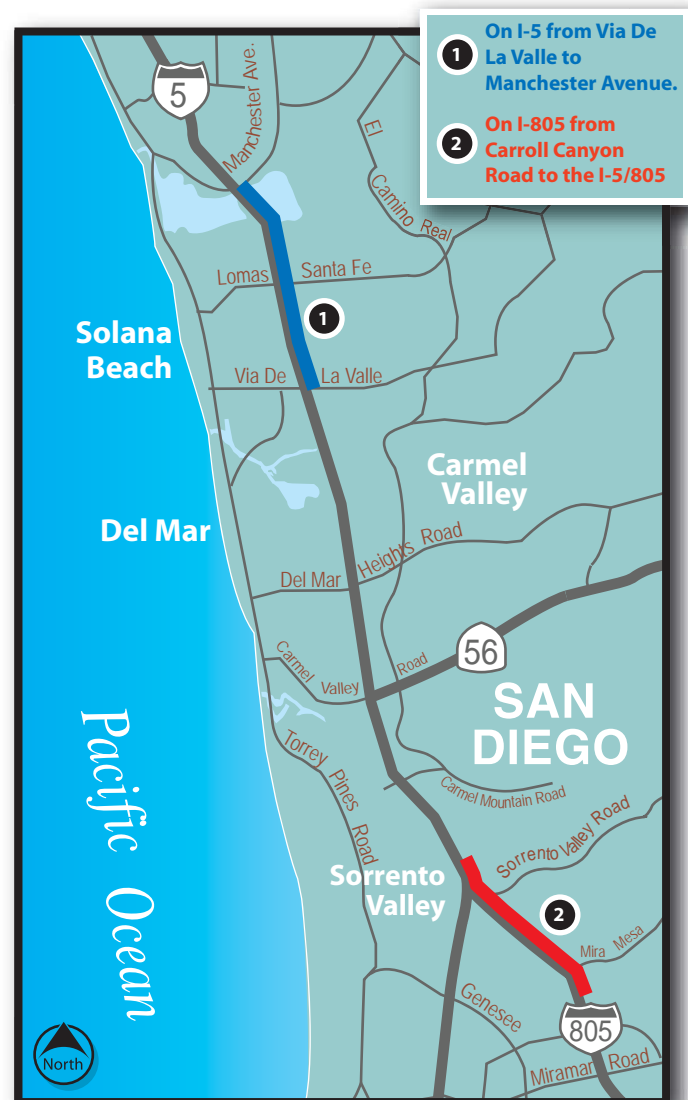 1
On I-5 from Via De
La Valle to
Manchester Avenue.
2
On I-805 from
Carroll Canyon
Road to the I-5/805
5
Manchester Ave.
El
Camino Real
Lomas Santa Fe
1
Solana
Beach
Via De La Valle
Carmel
Valley
Del Mar
Del Mar Heights Road
Carmel Valley Road
56
SAN
DIEGO
Pacific Ocean
Torrey Pines Road
Carmel Mountain Road
Sorrento Valley Road
Sorrento
Valley
2
Mira Mesa
Genesee
805
Miramar Road
North